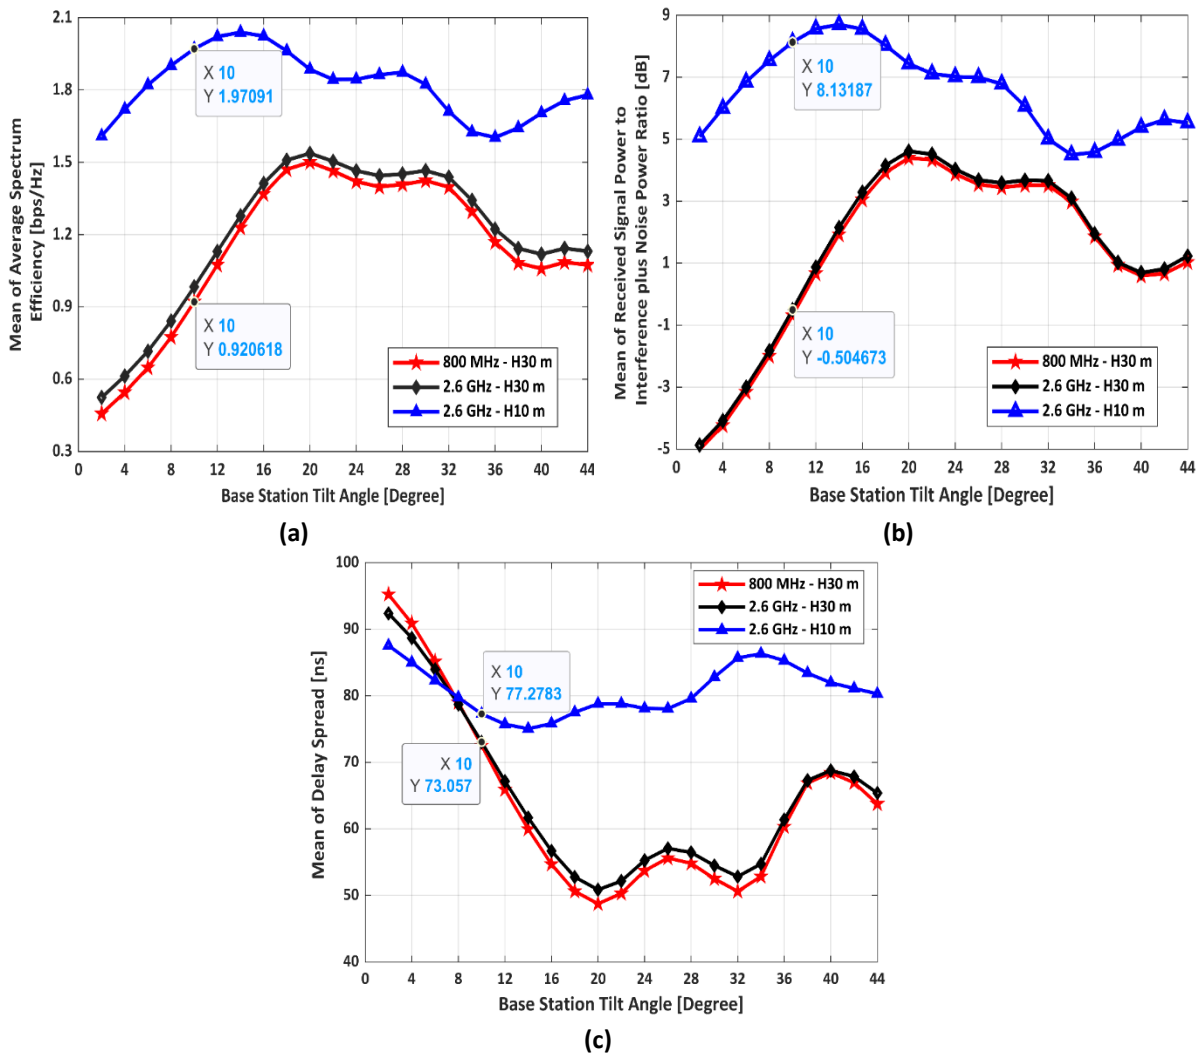 Mean of Average Spectrum
Efficiency [bps/Hz]
2.1
1.8
1.5
1.2
0.9
0.6
0.3
X 10
Y 1.97091
X 10
Y 0.920618
800 MHz - H30 m
2.6 GHz - H30 m
2.6 GHz - H10 m
0 4 8 12 16 20 24 28 32 36 40 44
Base Station Tilt Angle [Degree]
(a)
Mean of Received Signal Power to
Interference plus Noise Power Ratio [dB]
9
7
5
3
1
-1
-3
-5
X 10
Y 8.13187
X 10
Y -0.504673
800 MHz - H30 m
2.6 GHz - H30 m
2.6 GHz - H10 m
0 4 8 12 16 20 24 28 32 36 40 44
Base Station Tilt Angle [Degree]
(b)
Mean of Delay Spread [ns]
100
90
80
70
60
50
40
800 MHz - H30 m
2.6 GHz - H30 m
2.6 GHz - H10 m
X 10
Y 77.2783
X 10
Y 73.057
0 4 8 12 16 20 24 28 32 36 40 44
Base Station Tilt Angle [Degree]
(c)